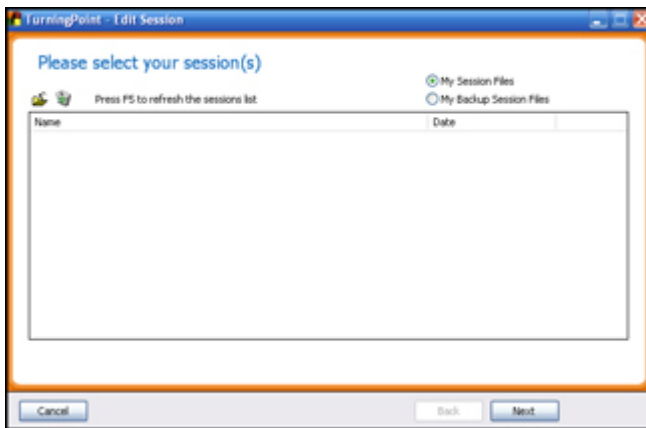 TurningPoint - Edit Session
Please select your session(s)
My Session Files
Press F5 to refresh the sessions list
My Backup Session Files
Name Date
Cancel Back Next